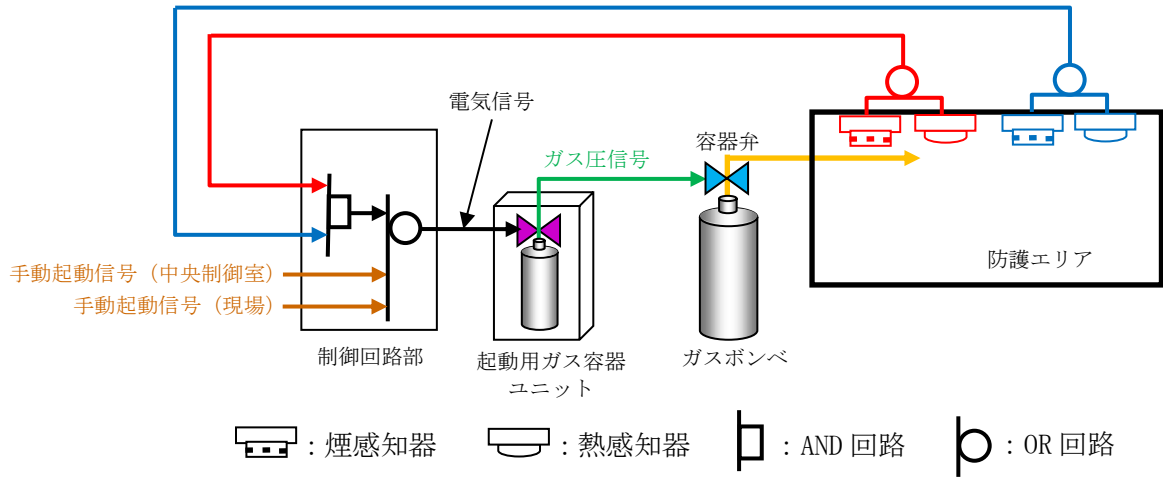 電気信号
容器弁
ガス圧信号
防護エリア
手動起動信号（中央制御室）
手動起動信号（現場）
制御回路部
起動用ガス容器
ユニット
ガスボンベ
：煙感知器
：熱感知器
：AND 回路
：OR 回路